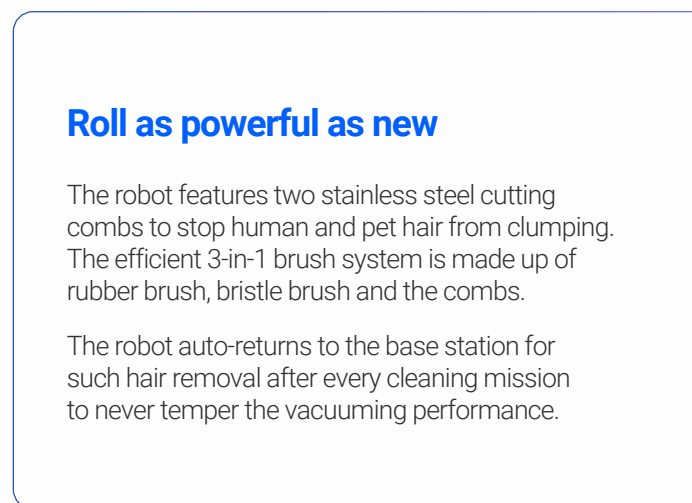 Roll as powerful as new
The robot features two stainless steel cutting
combs to stop human and pet hair from clumping.
The efficient 3-in-1 brush system is made up of
rubber brush, bristle brush and the combs.
The robot auto-returns to the base station for
such hair removal after every cleaning mission
to never temper the vacuuming performance.